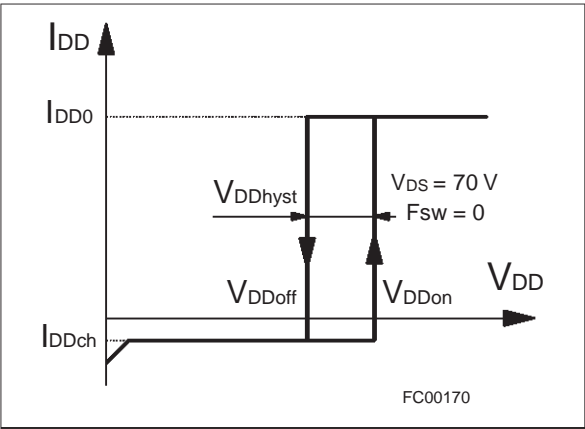 IDD
IDD0
VDDhyst
VDS = 70 V
Fsw = 0
VDDoff
VDDon
VDD
IDDch
FC00170